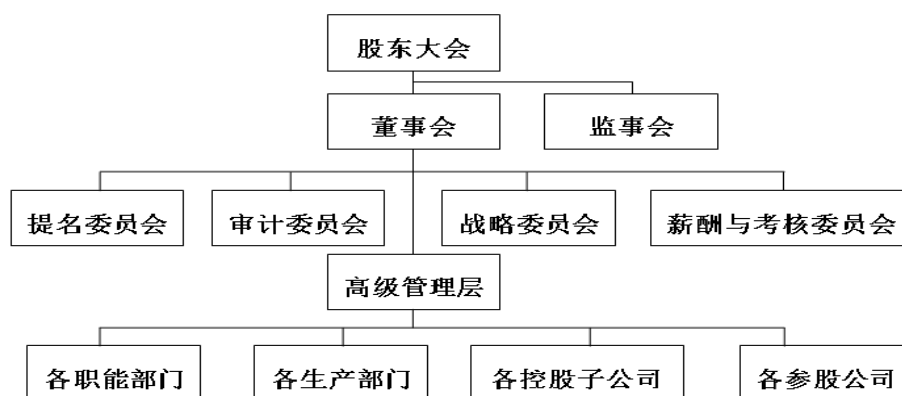 股东大会
董事会
监事会
提名委员会
审计委员会
战略委员会
薪酬与考核委员会
高级管理层
各职能部门
各生产部门
各控股子公司
各参股公司